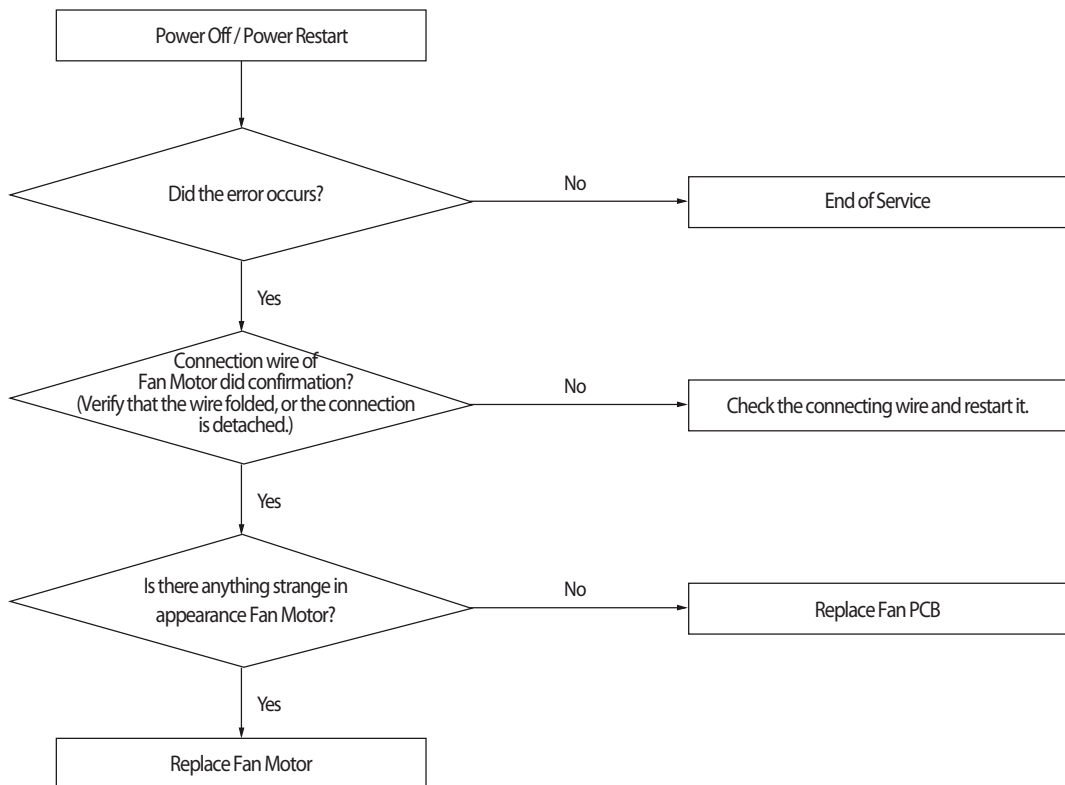 Power Off / Power Restart
Did the error occurs?
No
End of Service
Yes
Connection wire of
Fan Motor did confirmation?
(Verify that the wire folded, or the connection
is detached.)
No
Check the connecting wire and restart it.
Yes
Is there anything strange in
appearance Fan Motor?
No
Replace Fan PCB
Yes
Replace Fan Motor